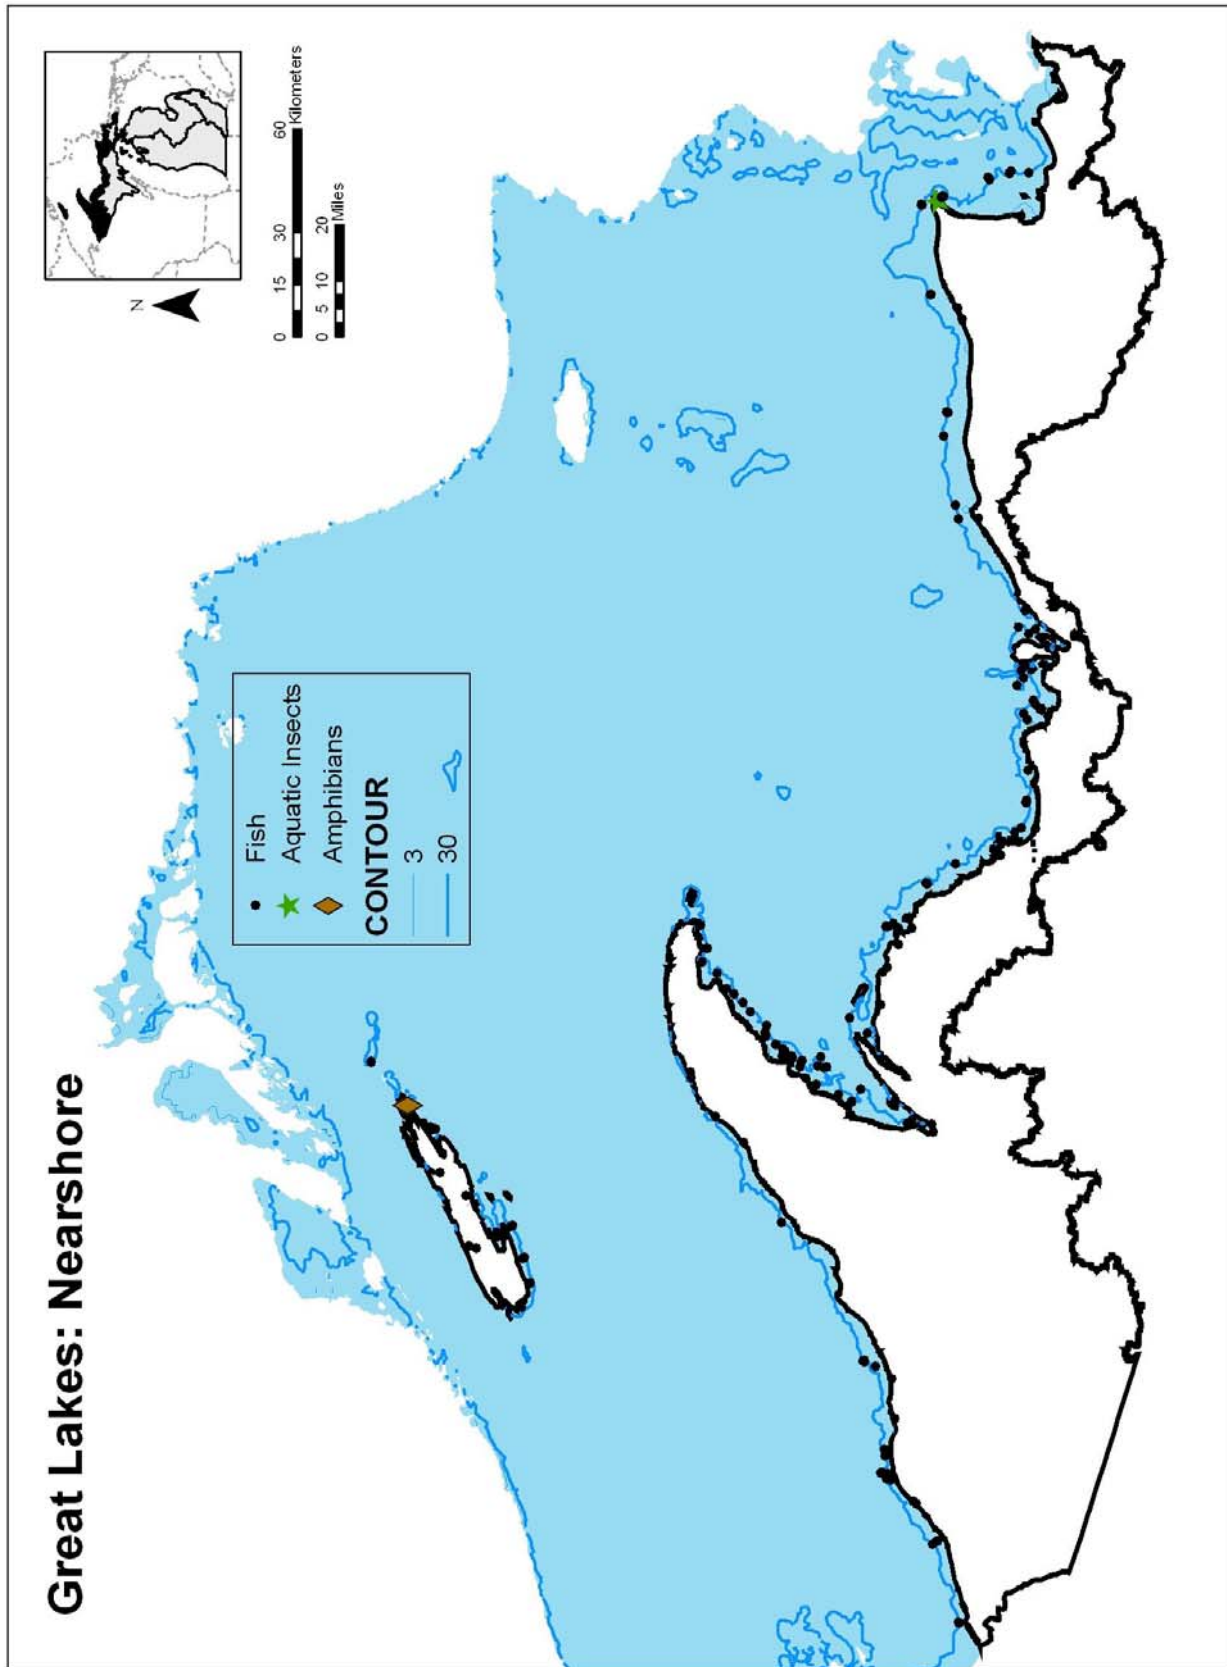 Great Lakes: Nearshore
Fish
Aquatic Insects
Amphibians
CONTOUR
3
30
N
0 15 30 60
Kilometers
0 5 10 20
Miles